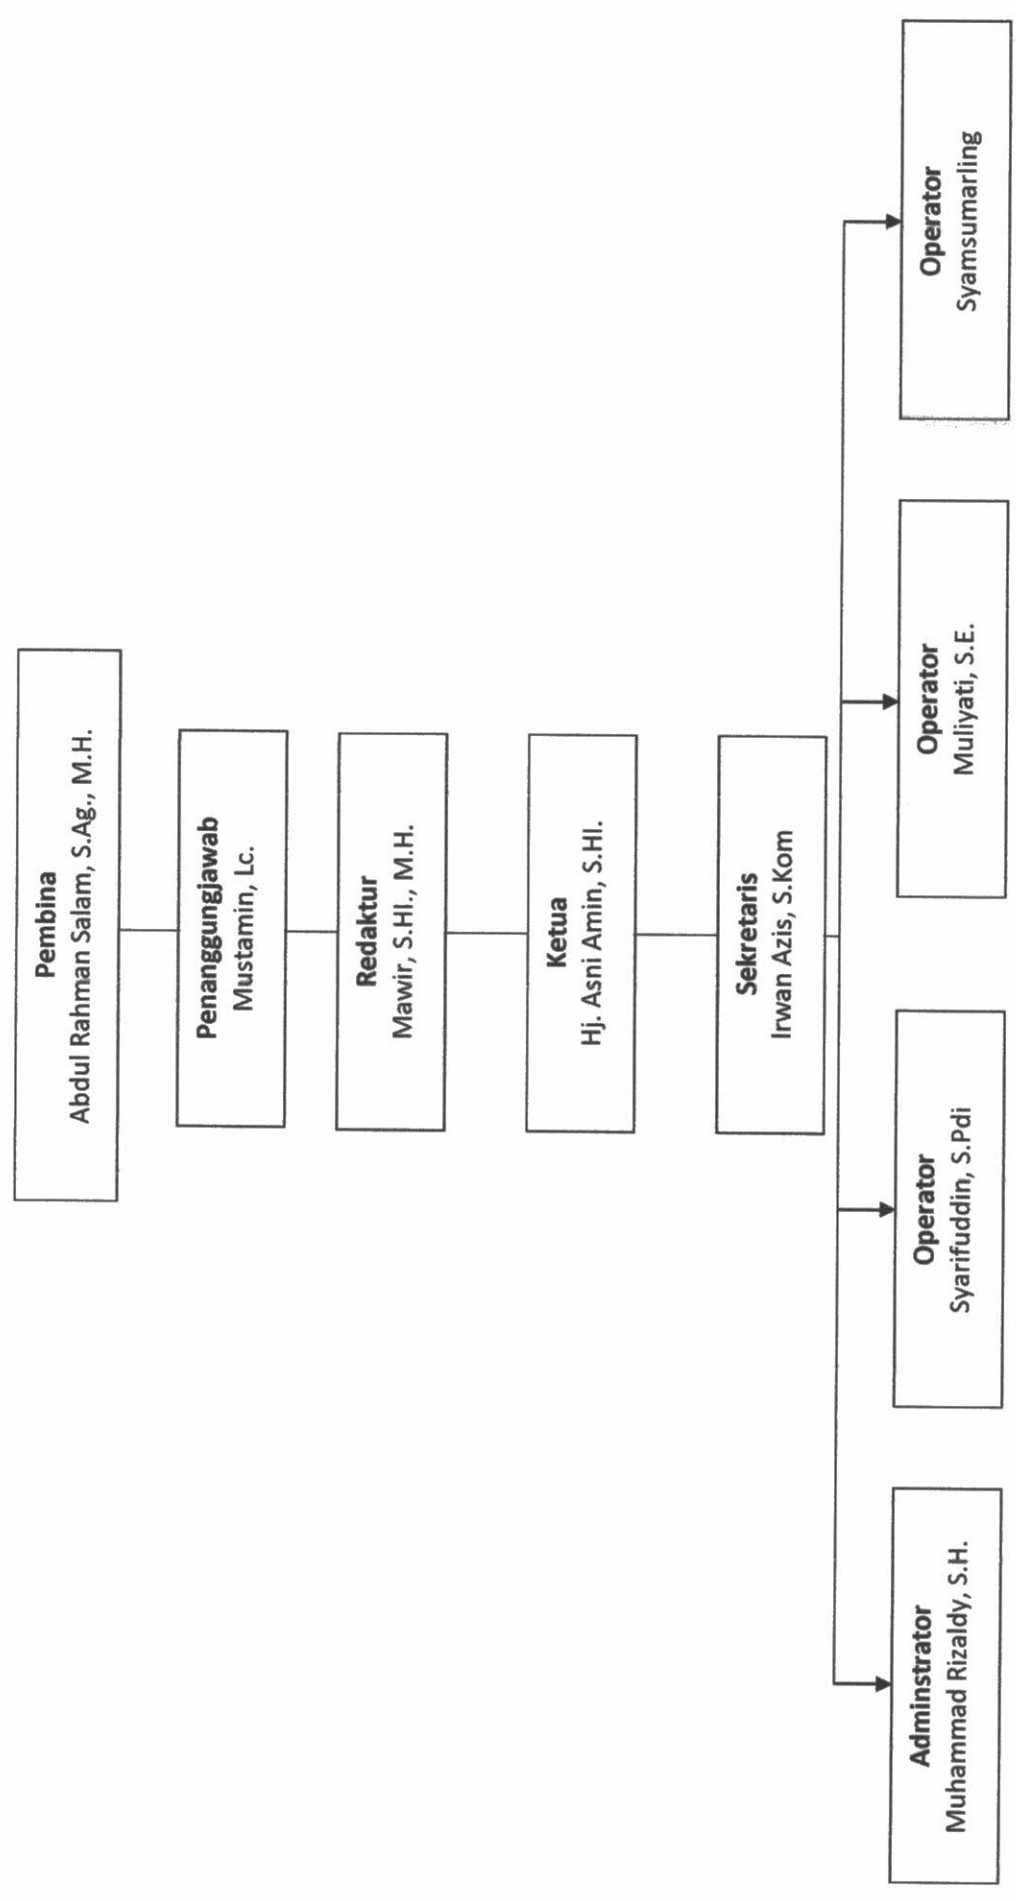 Pembina
Abdul Rahman Salam, S.Ag., M.H.
Penanggungjawab
Mustamin, Lc.
Redaktur
Mawir, S.HI., M.H.
Ketua
Hj. Asni Amin, S.HI.
Sekretaris
Irwan Azis, S.Kom
Adminstrator
Muhammad Rizaldy, S.H.
Operator
Syarifuddin, S.Pdi
Operator
Muliyati, S.E.
Operator
Syamsumarling